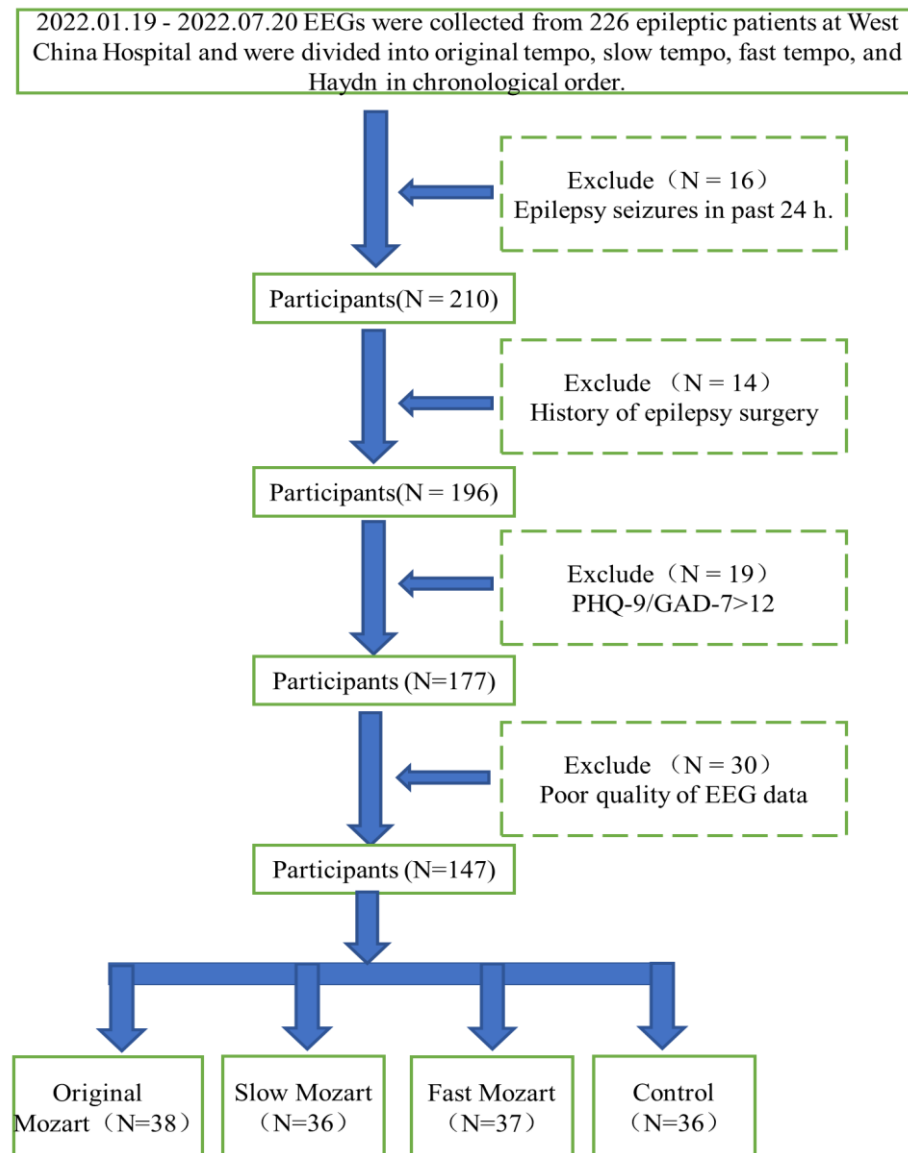 2022.01.19 - 2022.07.20 EEGs were collected from 226 epileptic patients at West
China Hospital and were divided into original tempo, slow tempo, fast tempo, and
Haydn in chronological order.
Exclude（N = 16）
Epilepsy seizures in past 24 h.
Participants(N = 210)
Exclude （N = 14）
History of epilepsy surgery
Participants(N = 196)
Exclude（N = 19）
PHQ-9/GAD-7>12
Participants (N=177)
Exclude （N = 30）
Poor quality of EEG data
Participants (N=147)
Original
Mozart（N=38）
Slow Mozart
（N=36）
Fast Mozart
（N=37）
Control
（N=36）